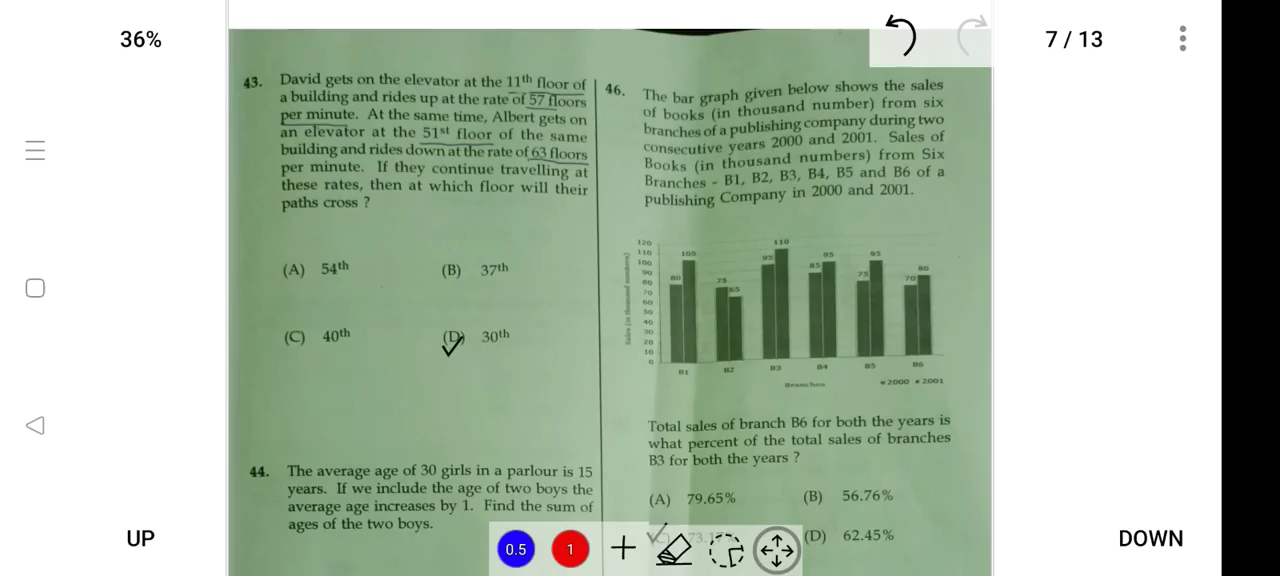 36%
7 / 13
43. David gets on the elevator at the 11th floor of
a building and rides up at the rate of 57 floors
per minute. At the same time, Albert gets on
an elevator at the 51st floor of the same
building and rides down at the rate of 63 floors
per minute. If they continue travelling at
these rates, then at which floor will their
paths cross ?
(A) 54th (B) 37th
(C) 40th (D) 30th
44. The average age of 30 girls in a parlour is 15
years. If we include the age of two boys the
average age increases by 1. Find the sum of
ages of the two boys.
46. The bar graph given below shows the sales
of books (in thousand number) from six
branches of a publishing company during two
consecutive years 2000 and 2001. Sales of
Books (in thousand numbers) from Six
Branches - B1, B2, B3, B4, B5 and B6 of a
publishing Company in 2000 and 2001.
Sales (in thousand numbers)
120
110
100
90
80
70
60
50
40
30
20
10
0
80 105 75 65 95 110 85 95 75 95 70 80
B1 B2 B3 B4 B5 B6
Branches
2000 2001
Total sales of branch B6 for both the years is
what percent of the total sales of branches
B3 for both the years ?
(A) 79.65% (B) 56.76%
(D) 62.45%
UP
0.5
1
DOWN